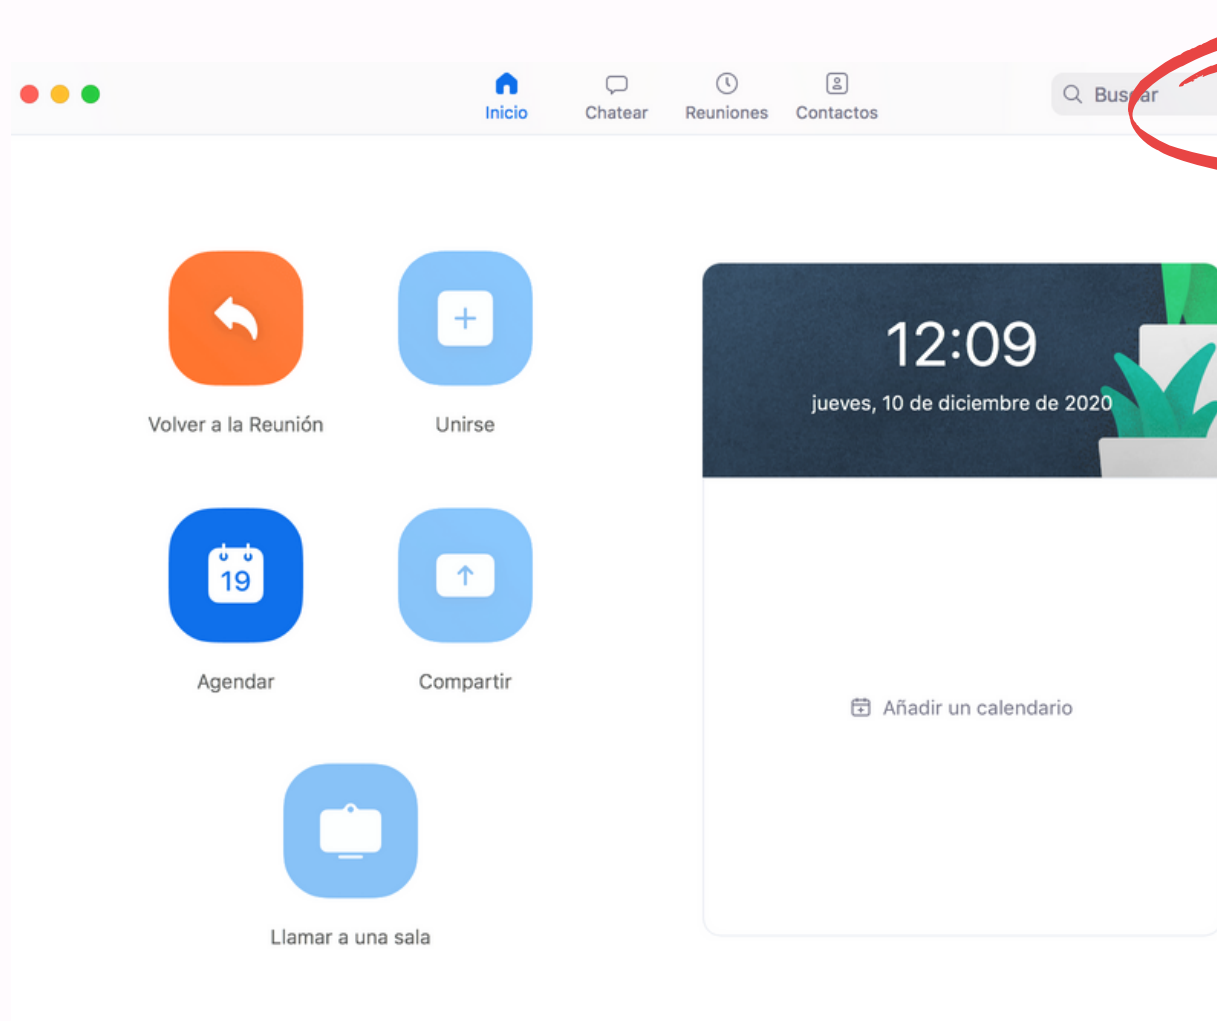 Inicio
Chatear
Reuniones
Contactos
Buscar
Volver a la Reunión
Unirse
12:09
jueves, 10 de diciembre de 2020
19
Agendar
Compartir
Añadir un calendario
Llamar a una sala